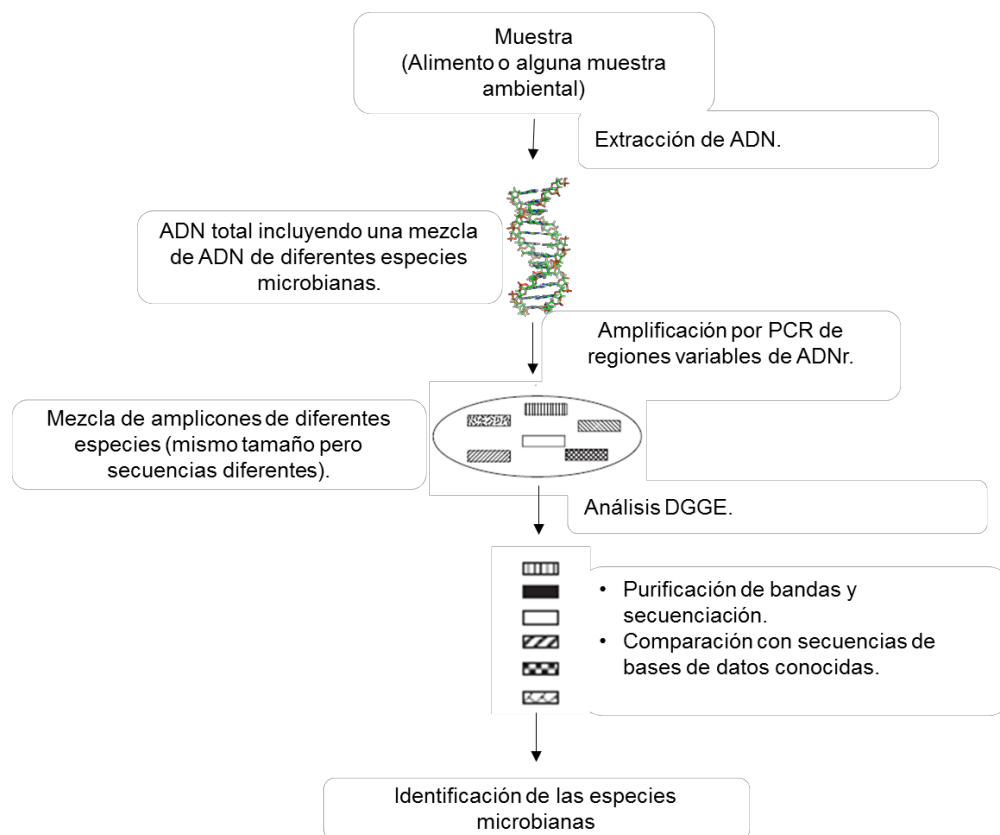 Muestra
(Alimento o alguna muestra
ambiental)
Extracción de ADN.
ADN total incluyendo una mezcla
de ADN de diferentes especies
microbianas.
Amplificación por PCR de
regiones variables de ADNr.
Mezcla de amplicones de diferentes
especies (mismo tamaño pero
secuencias diferentes).
Análisis DGGE.
• Purificación de bandas y
secuenciación.
• Comparación con secuencias de
bases de datos conocidas.
Identificación de las especies
microbianas